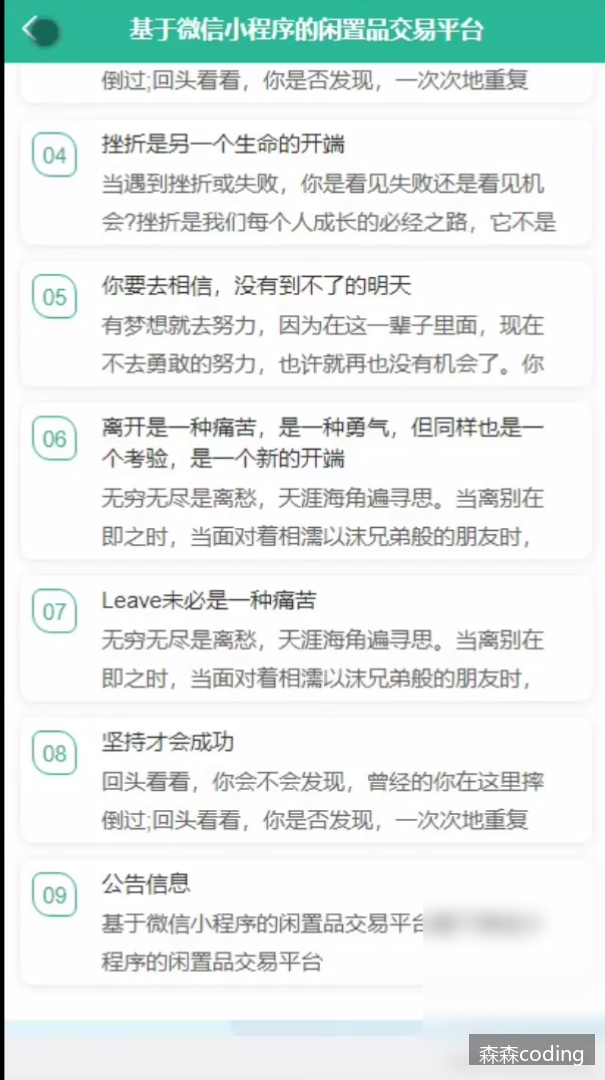 基于微信小程序的闲置品交易平台
倒过;回头看看，你是否发现，一次次地重复
04
挫折是另一个生命的开端
当遇到挫折或失败，你是看见失败还是看见机
会?挫折是我们每个人成长的必经之路，它不是
05
你要去相信，没有到不了的明天
有梦想就去努力，因为在这一辈子里面，现在
不去勇敢的努力，也许就再也没有机会了。你
06
离开是一种痛苦，是一种勇气，但同样也是一
个考验，是一个新的开端
无穷无尽是离愁，天涯海角遍寻思。当离别在
即之时，当面对着相濡以沫兄弟般的朋友时，
07
Leave未必是一种痛苦
无穷无尽是离愁，天涯海角遍寻思。当离别在
即之时，当面对着相濡以沫兄弟般的朋友时，
08
坚持才会成功
回头看看，你会不会发现，曾经的你在这里摔
倒过;回头看看，你是否发现，一次次地重复
09
公告信息
基于微信小程序的闲置品交易平台
程序的闲置品交易平台
森森coding